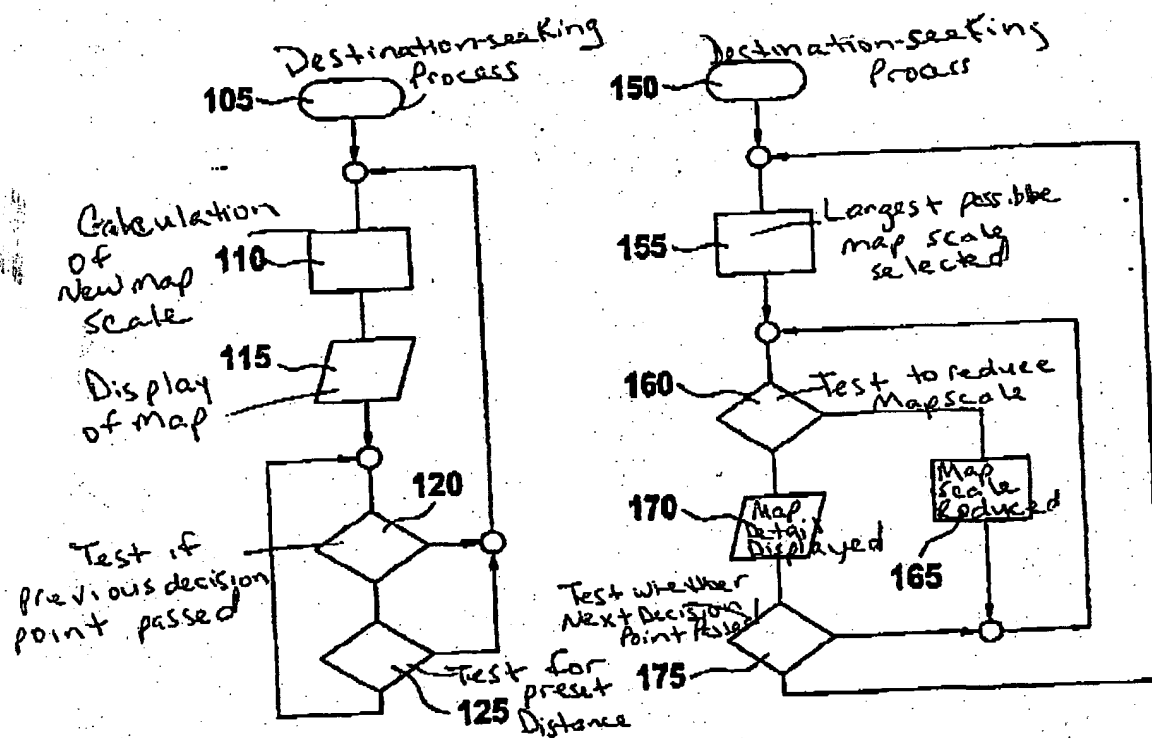 Destination-seeking
Process
105
Calculation
of
New Map
Scale
110
115
Display
of Map
120
Test if
previous decision
point passed
Test for
preset
Distance
125
Destination-seeking
Process
150
Largest possible
map scale
selected
155
160
Test to reduce
Mapscale
170
Map
Details
Displayed
Map
Scale
Reduced
165
Test whether
Next Decision
Point Passed
175